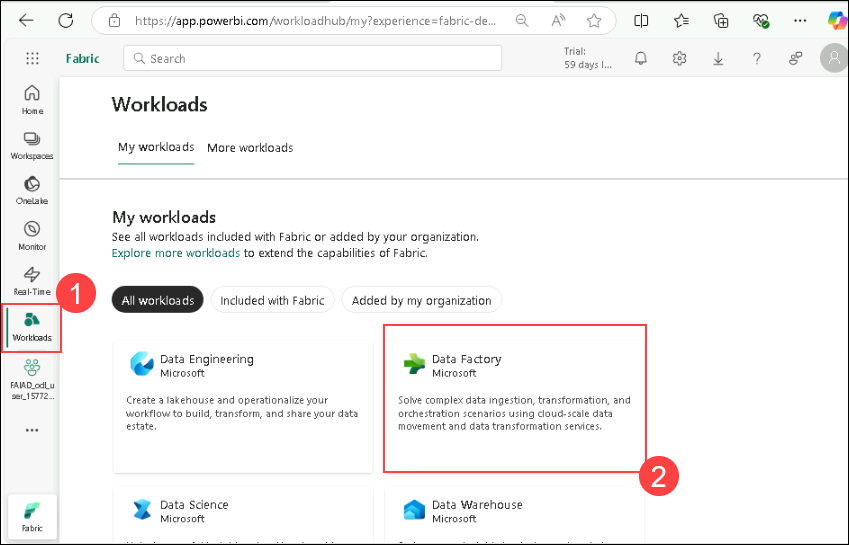 https://app.powerbi.com/workloadhub/my?experience=fabric-de...
Fabric
Search
Trial:
59 days l...
Home
Workspaces
OneLake
Monitor
Real-Time
1
Workloads
FAIAD_odl_u
ser_15772...
Fabric
Workloads
My workloads
More workloads
My workloads
See all workloads included with Fabric or added by your organization.
Explore more workloads to extend the capabilities of Fabric.
All workloads
Included with Fabric
Added by my organization
Data Engineering
Microsoft
Create a lakehouse and operationalize your
workflow to build, transform, and share your data
estate.
Data Factory
Microsoft
Solve complex data ingestion, transformation, and
orchestration scenarios using cloud-scale data
movement and data transformation services.
2
Data Science
Microsoft
Data Warehouse
Microsoft